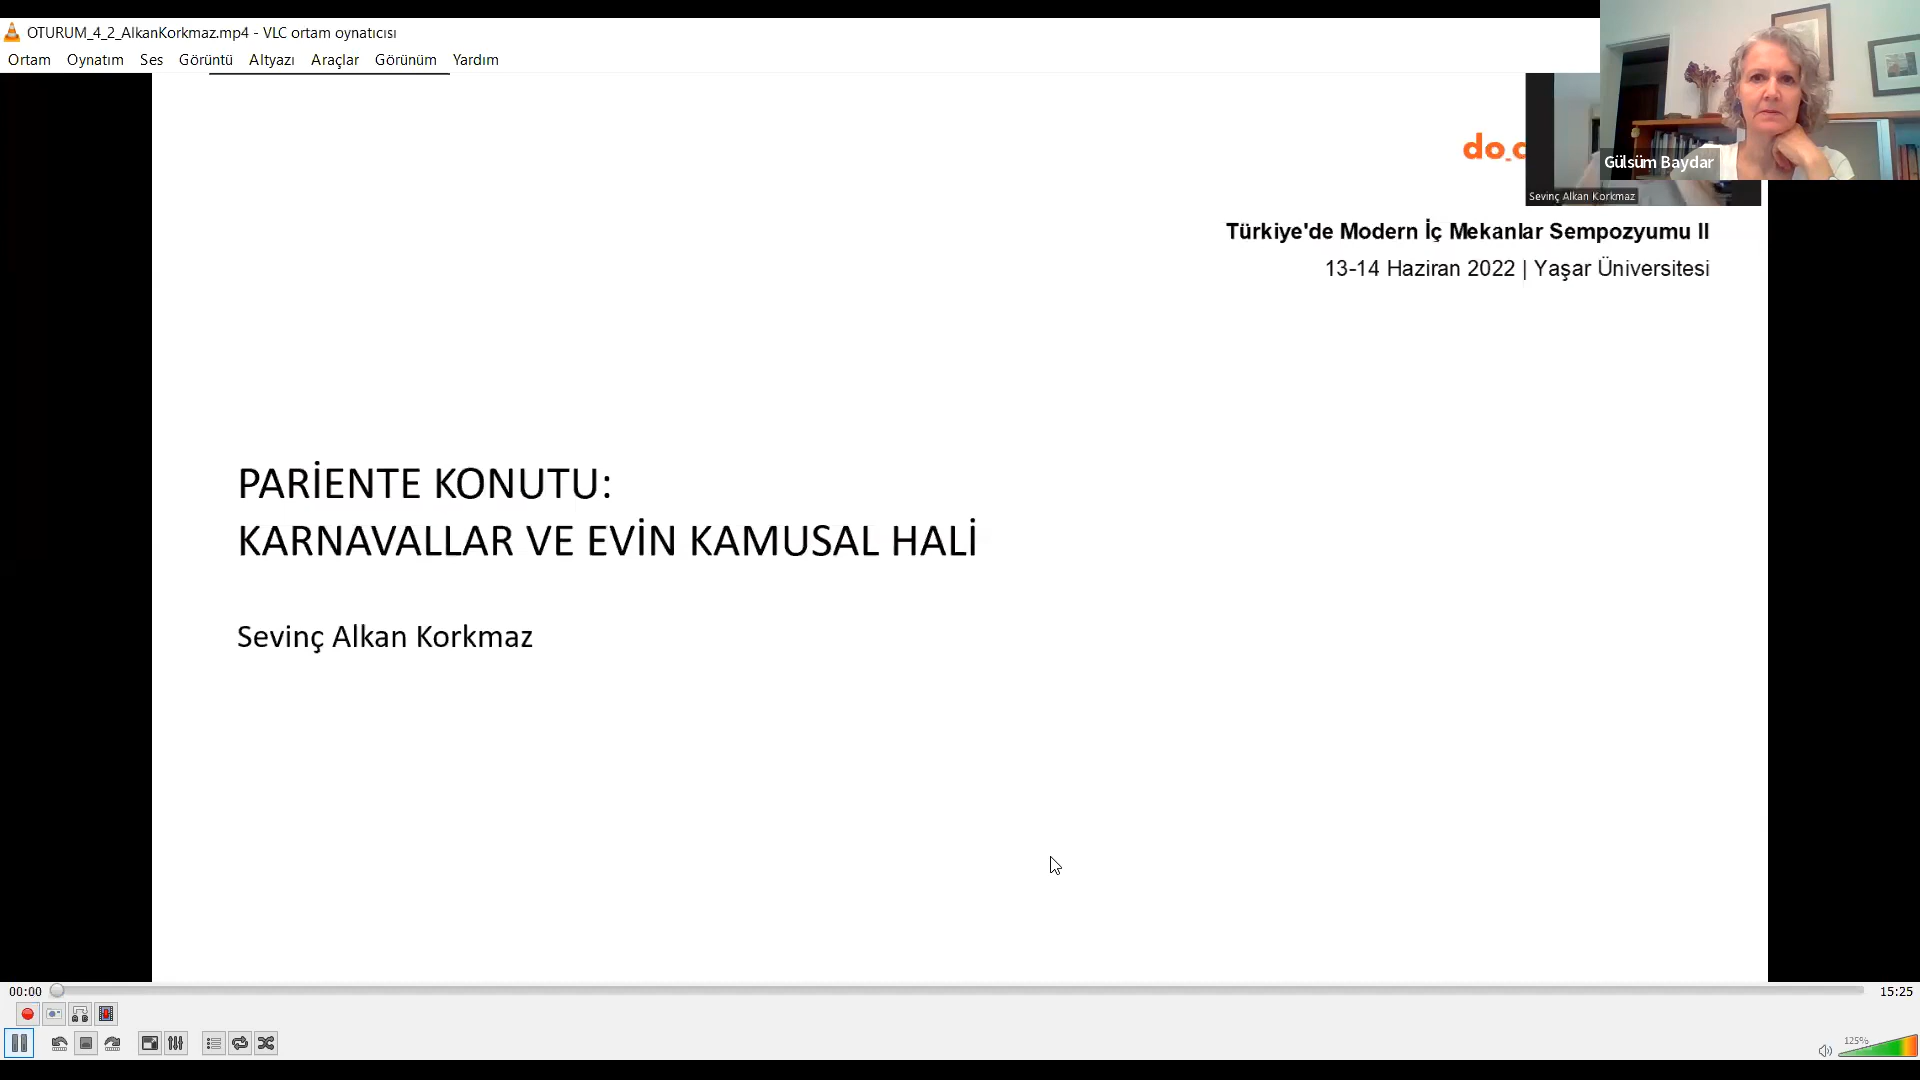 OTURUM_4_2_AlkanKorkmaz.mp4 - VLC ortam oynatıcısı
Ortam Oynatım Ses Görüntü Altyazı Araçlar Görünüm Yardım
Gülsüm Baydar
do_c
Sevinç Alkan Korkmaz
Türkiye'de Modern İç Mekanlar Sempozyumu II
13-14 Haziran 2022 | Yaşar Üniversitesi
PARİENTE KONUTU:
KARNAVALLAR VE EVİN KAMUSAL HALİ
Sevinç Alkan Korkmaz
00:00 15:25
125%